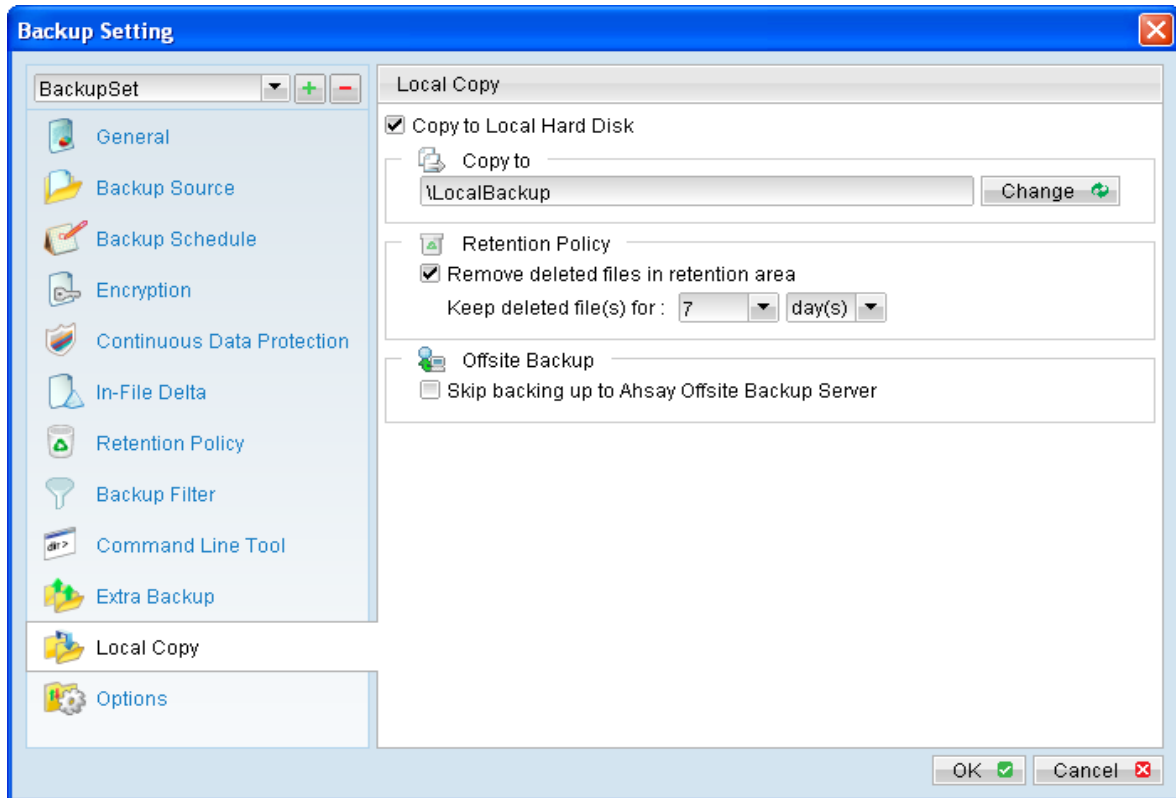 Backup Setting
BackupSet
General
Backup Source
Backup Schedule
Encryption
Continuous Data Protection
In-File Delta
Retention Policy
Backup Filter
dir>
Command Line Tool
Extra Backup
Local Copy
Options
Local Copy
Copy to Local Hard Disk
Copy to
\LocalBackup
Change
Retention Policy
Remove deleted files in retention area
Keep deleted file(s) for : 7 day(s)
Offsite Backup
Skip backing up to Ahsay Offsite Backup Server
OK
Cancel